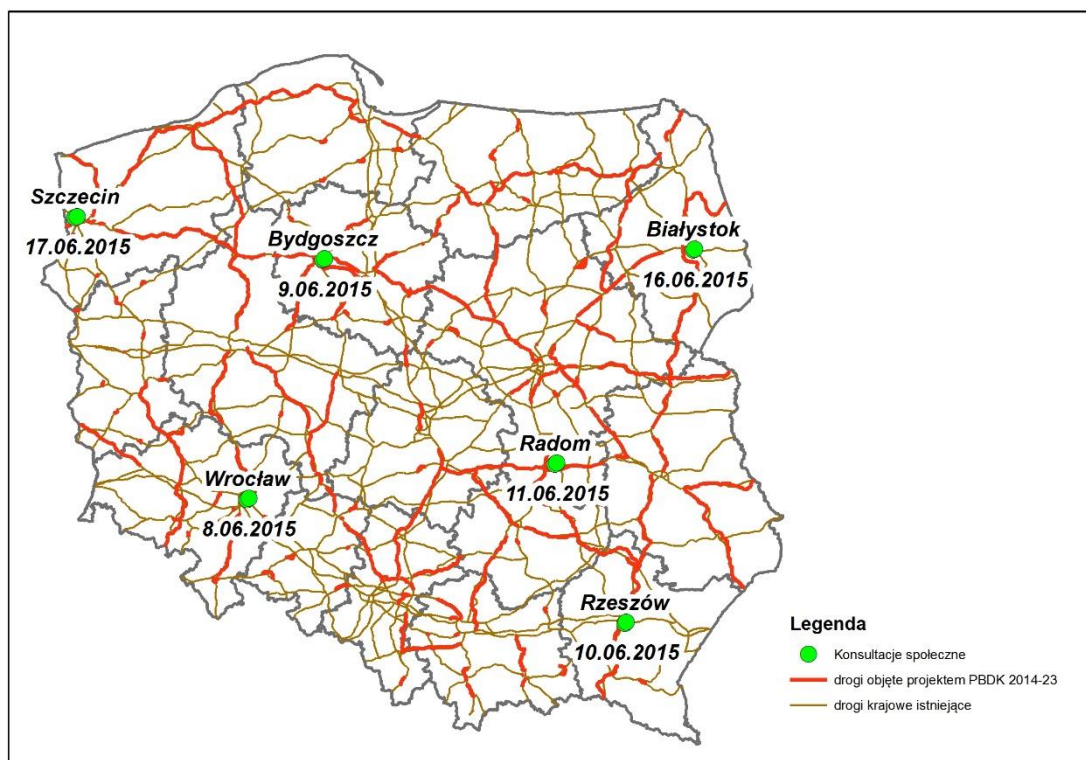 Szczecin
17.06.2015
Bydgoszcz
9.06.2015
Białystok
16.06.2015
Radom
11.06.2015
Wrocław
8.06.2015
Rzeszów
10.06.2015
Legenda
Konsultacje społeczne
drogi objęte projektem PBDK 2014-23
drogi krajowe istniejące